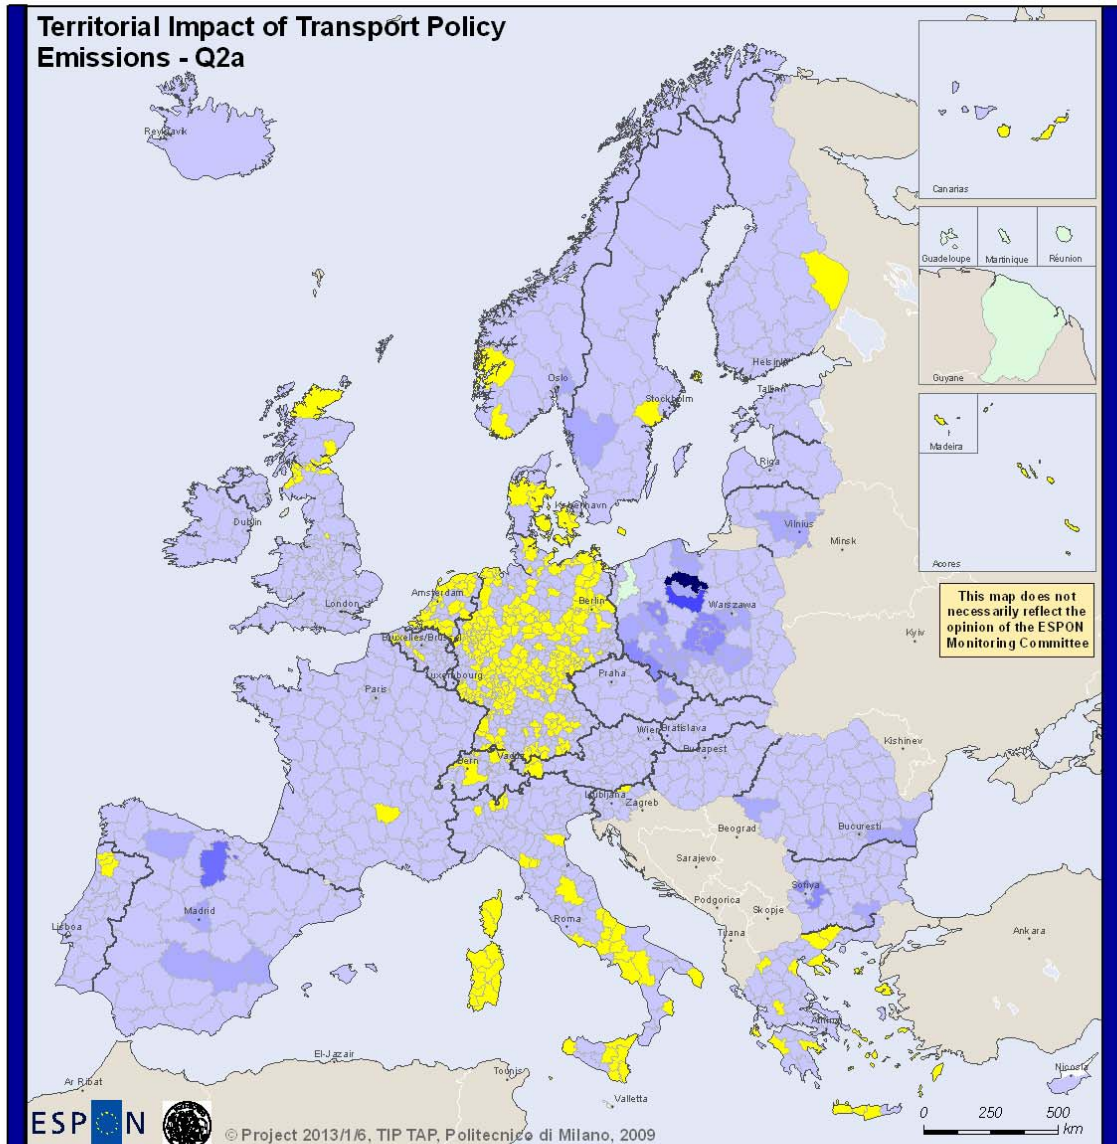 Territorial Impact of Transport Policy
Emissions - Q2a
Reykjavik
Canarias
Guadeloupe
Martinique
Réunion
Guyane
Madeira
Acores
Helsinki
Oslo
Tallinn
Stockholm
Riga
København
Dublin
Vilnius
Minsk
This map does not
necessarily reflect the
opinion of the ESPON
Monitoring Committee
Amsterdam
Berlin
London
Warszawa
Kyiv
Bruxelles/Brussel
Luxembourg
Praha
Paris
Wien
Bratislava
Budapest
Kishinev
Bern
Vaduz
Ljubljana
Zagreb
Beograd
Bucuresti
Sarajevo
Sofiya
Podgorica
Skopje
Madrid
Roma
Tirana
Ankara
Lisboa
Athinai
El-Jazair
Tounis
Nicosia
Ar Ribat
Valletta
0 250 500
km
ESPON
© Project 2013/1/6, TIP TAP, Politecnico di Milano, 2009